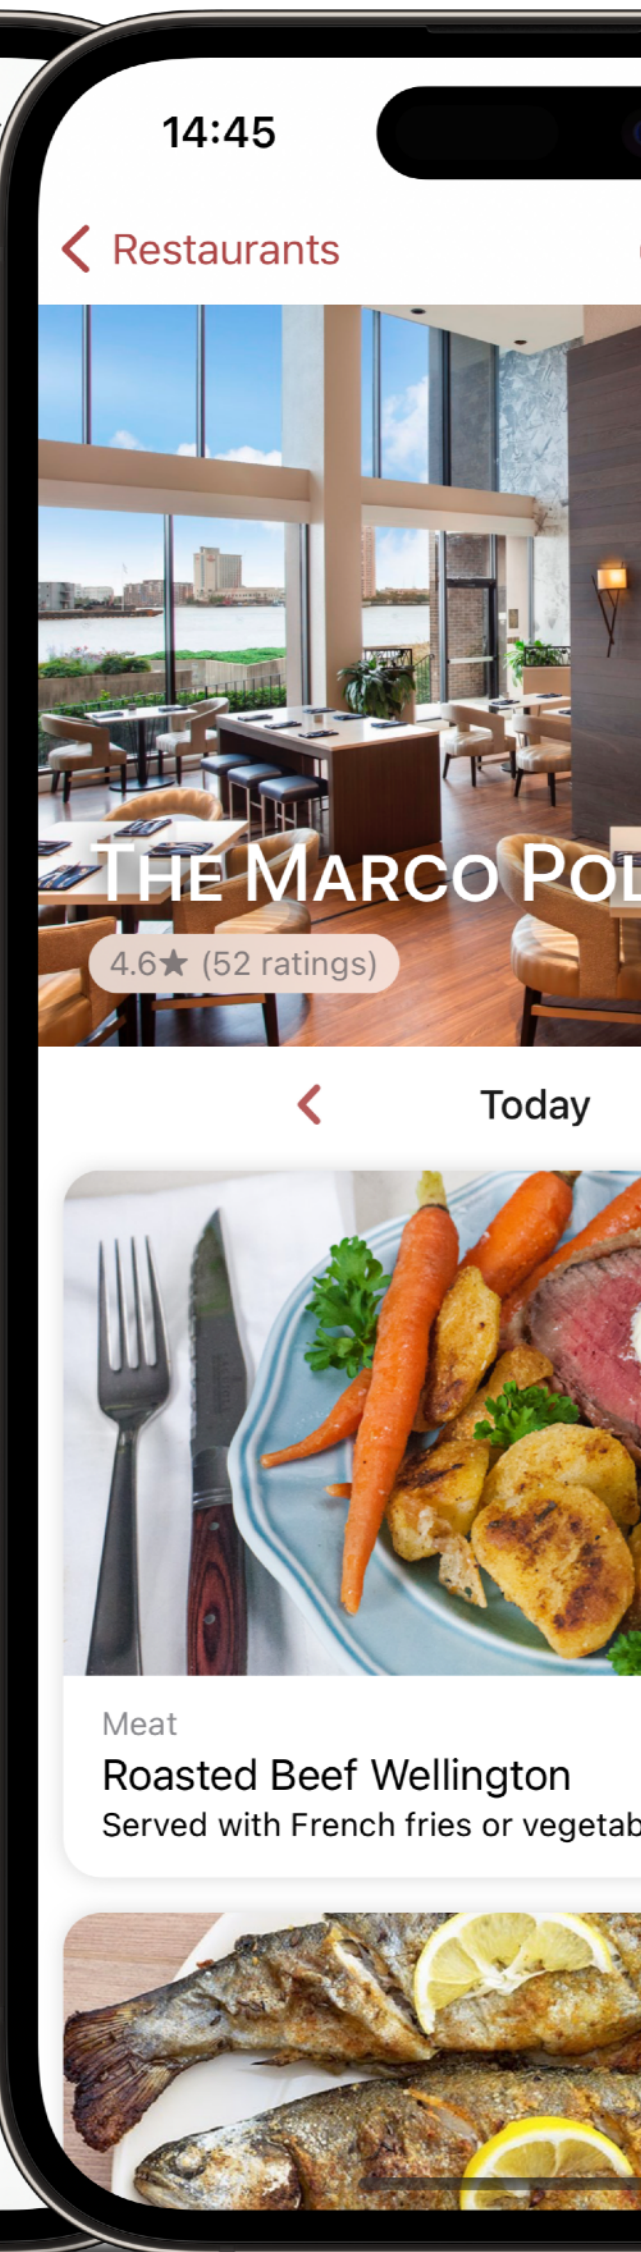 14:45
Restaurants
THE MARCO POL
4.6★ (52 ratings)
Today
Meat
Roasted Beef Wellington
Served with French fries or vegetab